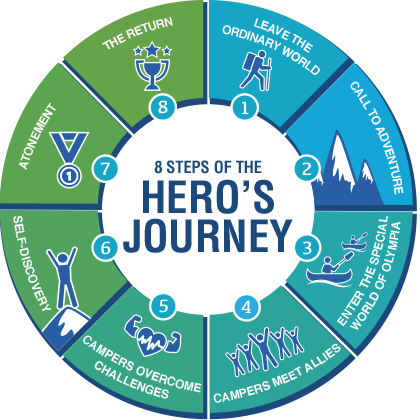 8 STEPS OF THE
HERO'S
JOURNEY
1
LEAVE THE
ORDINARY WORLD
2
CALL TO ADVENTURE
3
ENTER THE SPECIAL
WORLD OF OLYMPIA
4
CAMPERS MEET ALLIES
5
CAMPERS OVERCOME
CHALLENGES
6
SELF-DISCOVERY
7
ATONEMENT
1
8
THE RETURN